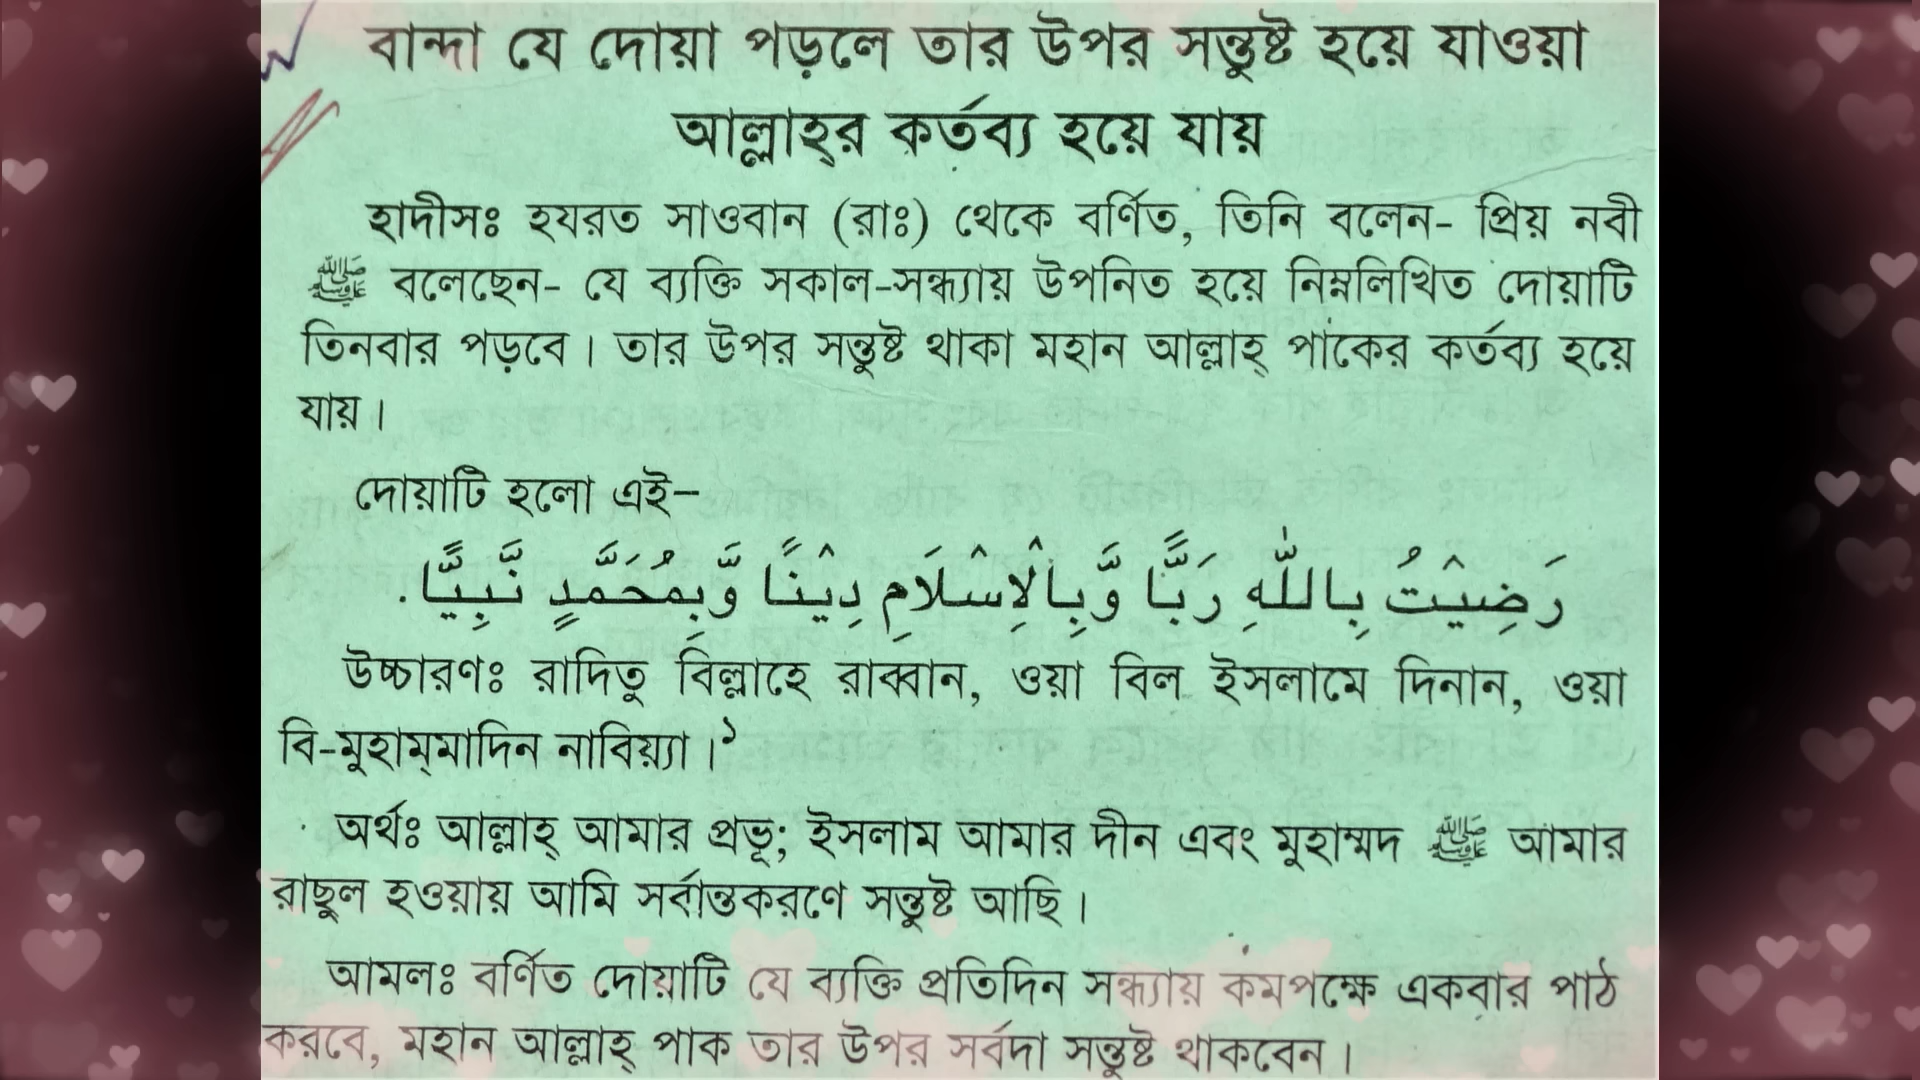 বান্দা যে দোয়া পড়লে তার উপর সন্তুষ্ট হয়ে যাওয়া
আল্লাহ্‌র কর্তব্য হয়ে যায়
হাদীসঃ হযরত সাওবান (রাঃ) থেকে বর্ণিত, তিনি বলেন- প্রিয় নবী
ﷺ বলেছেন- যে ব্যক্তি সকাল-সন্ধ্যায় উপনিত হয়ে নিম্নলিখিত দোয়াটি
তিনবার পড়বে। তার উপর সন্তুষ্ট থাকা মহান আল্লাহ্ পাকের কর্তব্য হয়ে
যায়।
দোয়াটি হলো এই–
رَضِيْتُ بِاللّٰهِ رَبًّا وَّبِالْاِسْلَامِ دِيْنًا وَّبِمُحَمَّدٍ نَّبِيًّا.
উচ্চারণঃ রাদিতু বিল্লাহে রাব্বান, ওয়া বিল ইসলামে দিনান, ওয়া
বি-মুহাম্‌মাদিন নাবিয়্যা।১
অর্থঃ আল্লাহ্ আমার প্রভূ; ইসলাম আমার দীন এবং মুহাম্মদ ﷺ আমার
রাছুল হওয়ায় আমি সর্বান্তকরণে সন্তুষ্ট আছি।
আমলঃ বর্ণিত দোয়াটি যে ব্যক্তি প্রতিদিন সন্ধ্যায় কমপক্ষে একবার পাঠ
করবে, মহান আল্লাহ্ পাক তার উপর সর্বদা সন্তুষ্ট থাকবেন।